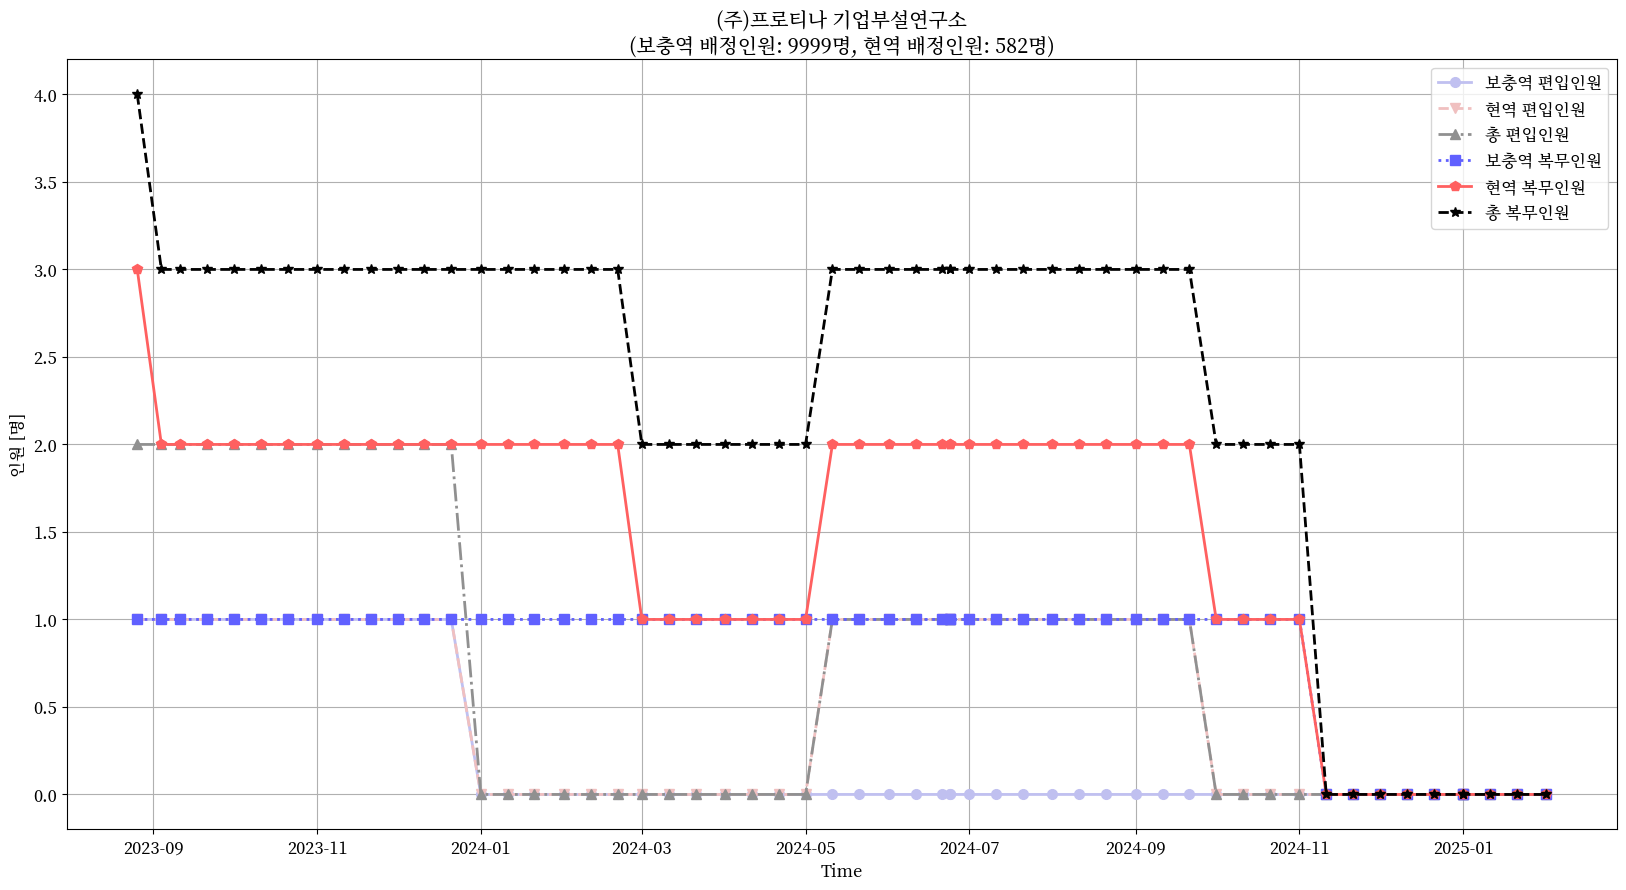 (주)프로티나 기업부설연구소
(보충역 배정인원: 9999명, 현역 배정인원: 582명)
보충역 편입인원
현역 편입인원
총 편입인원
보충역 복무인원
현역 복무인원
총 복무인원
인원 [명]
4.0
3.5
3.0
2.5
2.0
1.5
1.0
0.5
0.0
2023-09 2023-11 2024-01 2024-03 2024-05 2024-07 2024-09 2024-11 2025-01
Time